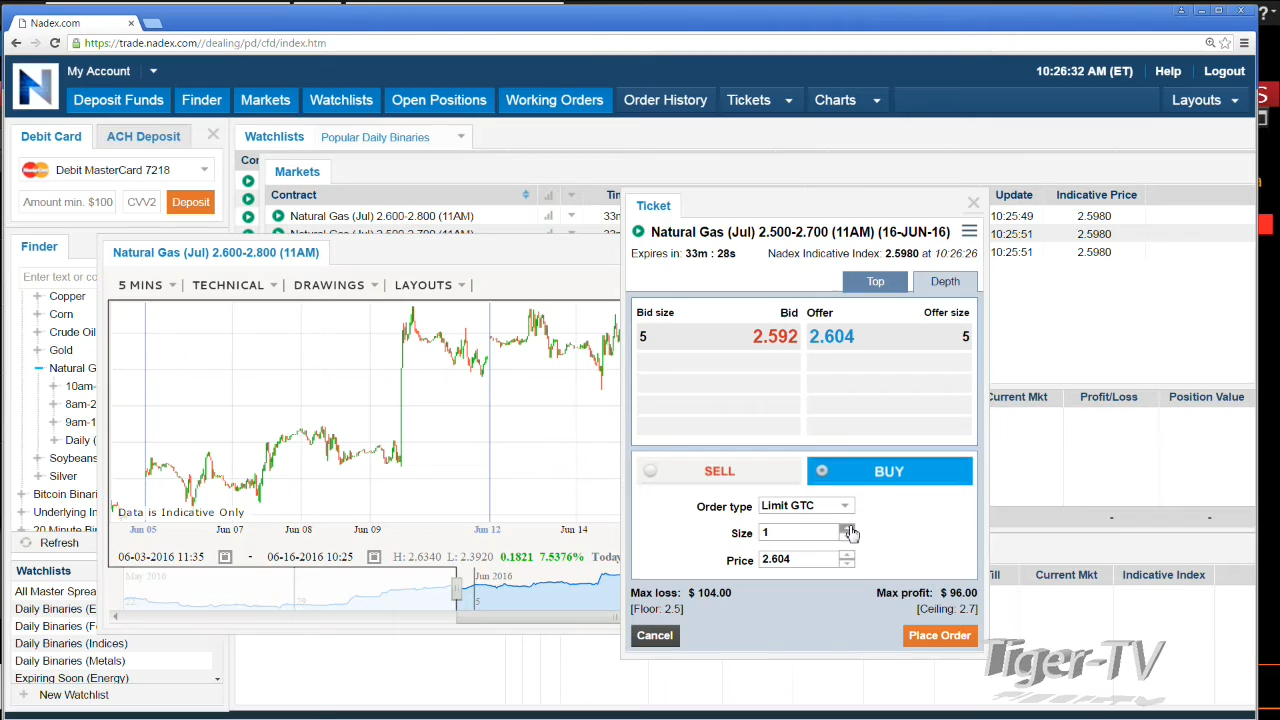 Nadex.com
https://trade.nadex.com//dealing/pd/cfd/index.htm
My Account
10:26:32 AM (ET) Help Logout
Deposit Funds Finder Markets Watchlists Open Positions Working Orders Order History Tickets Charts Layouts
Debit Card ACH Deposit
Watchlists Popular Daily Binaries
Debit MasterCard 7218
Amount min. $100 CVV2 Deposit
Markets
Contract
Update Indicative Price
Natural Gas (Jul) 2.600-2.800 (11AM)
10:25:49 2.5980
10:25:51 2.5980
10:25:51 2.5980
Ticket
Natural Gas (Jul) 2.500-2.700 (11AM) (16-JUN-16)
Expires in: 33m : 28s Nadex Indicative Index: 2.5980 at 10:26:26
Top Depth
Bid size Bid Offer Offer size
5 2.592 2.604 5
SELL BUY
Order type Limit GTC
Size 1
Price 2.604
Max loss: $ 104.00 Max profit: $ 96.00
[Floor: 2.5] [Ceiling: 2.7]
Cancel Place Order
Finder
Enter text or co
Copper
Corn
Crude Oil
Gold
Natural G
10am-
8am-2
9am-1
Daily (
Soybeans
Silver
Bitcoin Binari
Underlying In
20 Minute Bin
Refresh
Natural Gas (Jul) 2.600-2.800 (11AM)
5 MINS TECHNICAL DRAWINGS LAYOUTS
Data is Indicative Only
Jun 05 Jun 07 Jun 08 Jun 09 Jun 12 Jun 14
06-03-2016 11:35 - 06-16-2016 10:25 H: 2.6340 L: 2.3920 0.1821 7.5376% Today
May 2016 Jun 2016
22 29 5
Current Mkt Profit/Loss Position Value
- -
Current Mkt Indicative Index
Watchlists
All Master Sprea
Daily Binaries (E
Daily Binaries (F
Daily Binaries (Indices)
Daily Binaries (Metals)
Expiring Soon (Energy)
New Watchlist
Tiger-TV